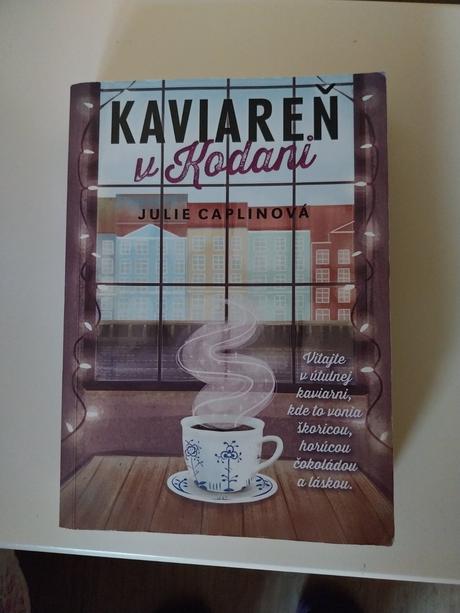 KAVIAREŇ
v Kodani
JULIE CAPLINOVÁ
Vitajte
v útulnej
kaviarni,
kde to vonia
škoricou,
horúcou
čokoládou
a láskou.